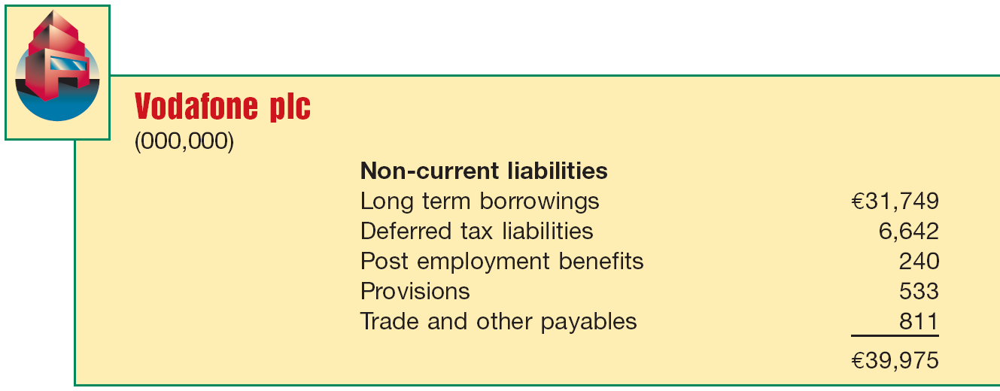 Vodafone plc
(000,000)
Non-current liabilities
Long term borrowings €31,749
Deferred tax liabilities 6,642
Post employment benefits 240
Provisions 533
Trade and other payables 811
€39,975